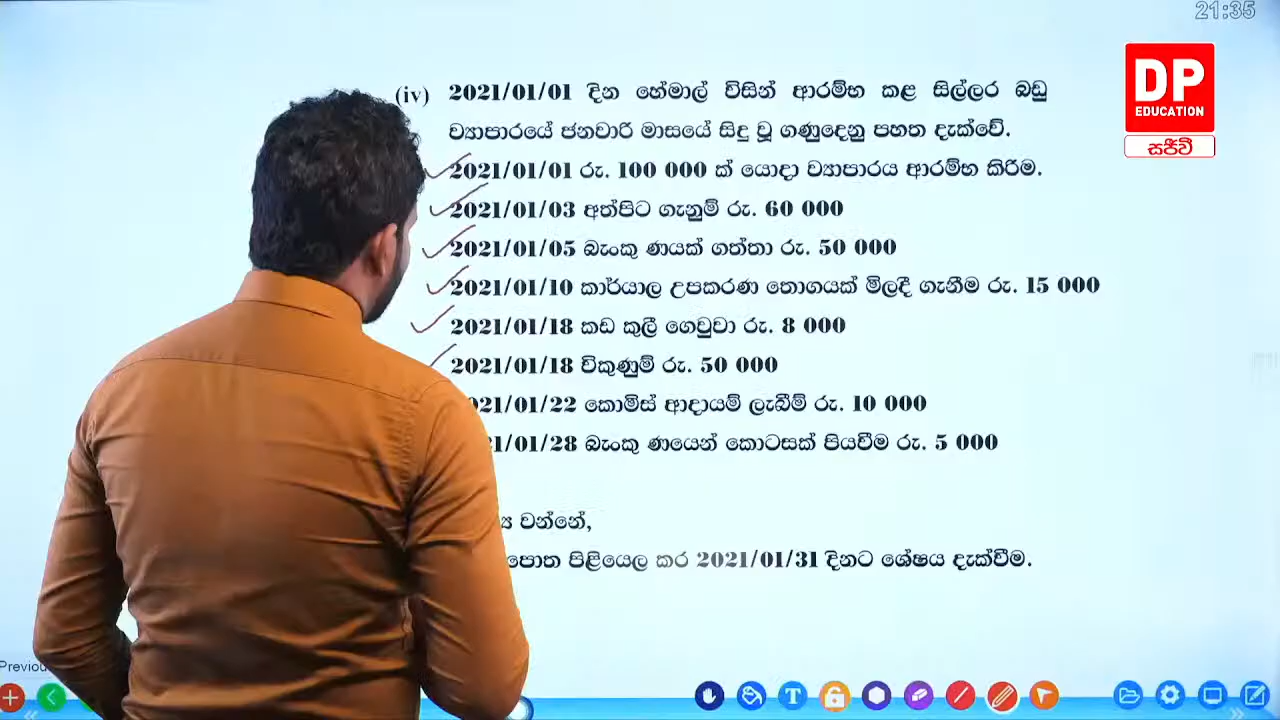 21:35
DP
EDUCATION
සජීවී
(iv) 2021/01/01 දින හේමාල් විසින් ආරම්භ කළ සිල්ලර බඩු
ව්‍යාපාරයේ ජනවාරි මාසයේ සිදු වූ ගණුදෙනු පහත දැක්වේ.
2021/01/01 රු. 100 000 ක් යොදා ව්‍යාපාරය ආරම්භ කිරීම.
2021/01/03 අත්පිට ගැනුම් රු. 60 000
2021/01/05 බැංකු ණයක් ගත්තා රු. 50 000
2021/01/10 කාර්යාල උපකරණ තොගයක් මිලදී ගැනීම රු. 15 000
2021/01/18 කඩ කුලී ගෙව්වා රු. 8 000
2021/01/18 විකුණුම් රු. 50 000
21/01/22 කොමිස් ආදායම් ලැබීම් රු. 10 000
1/01/28 බැංකු ණයෙන් කොටසක් පියවීම රු. 5 000
වන්නේ,
පොත පිළියෙල කර 2021/01/31 දිනට ශේෂය දැක්වීම.
Previou
T